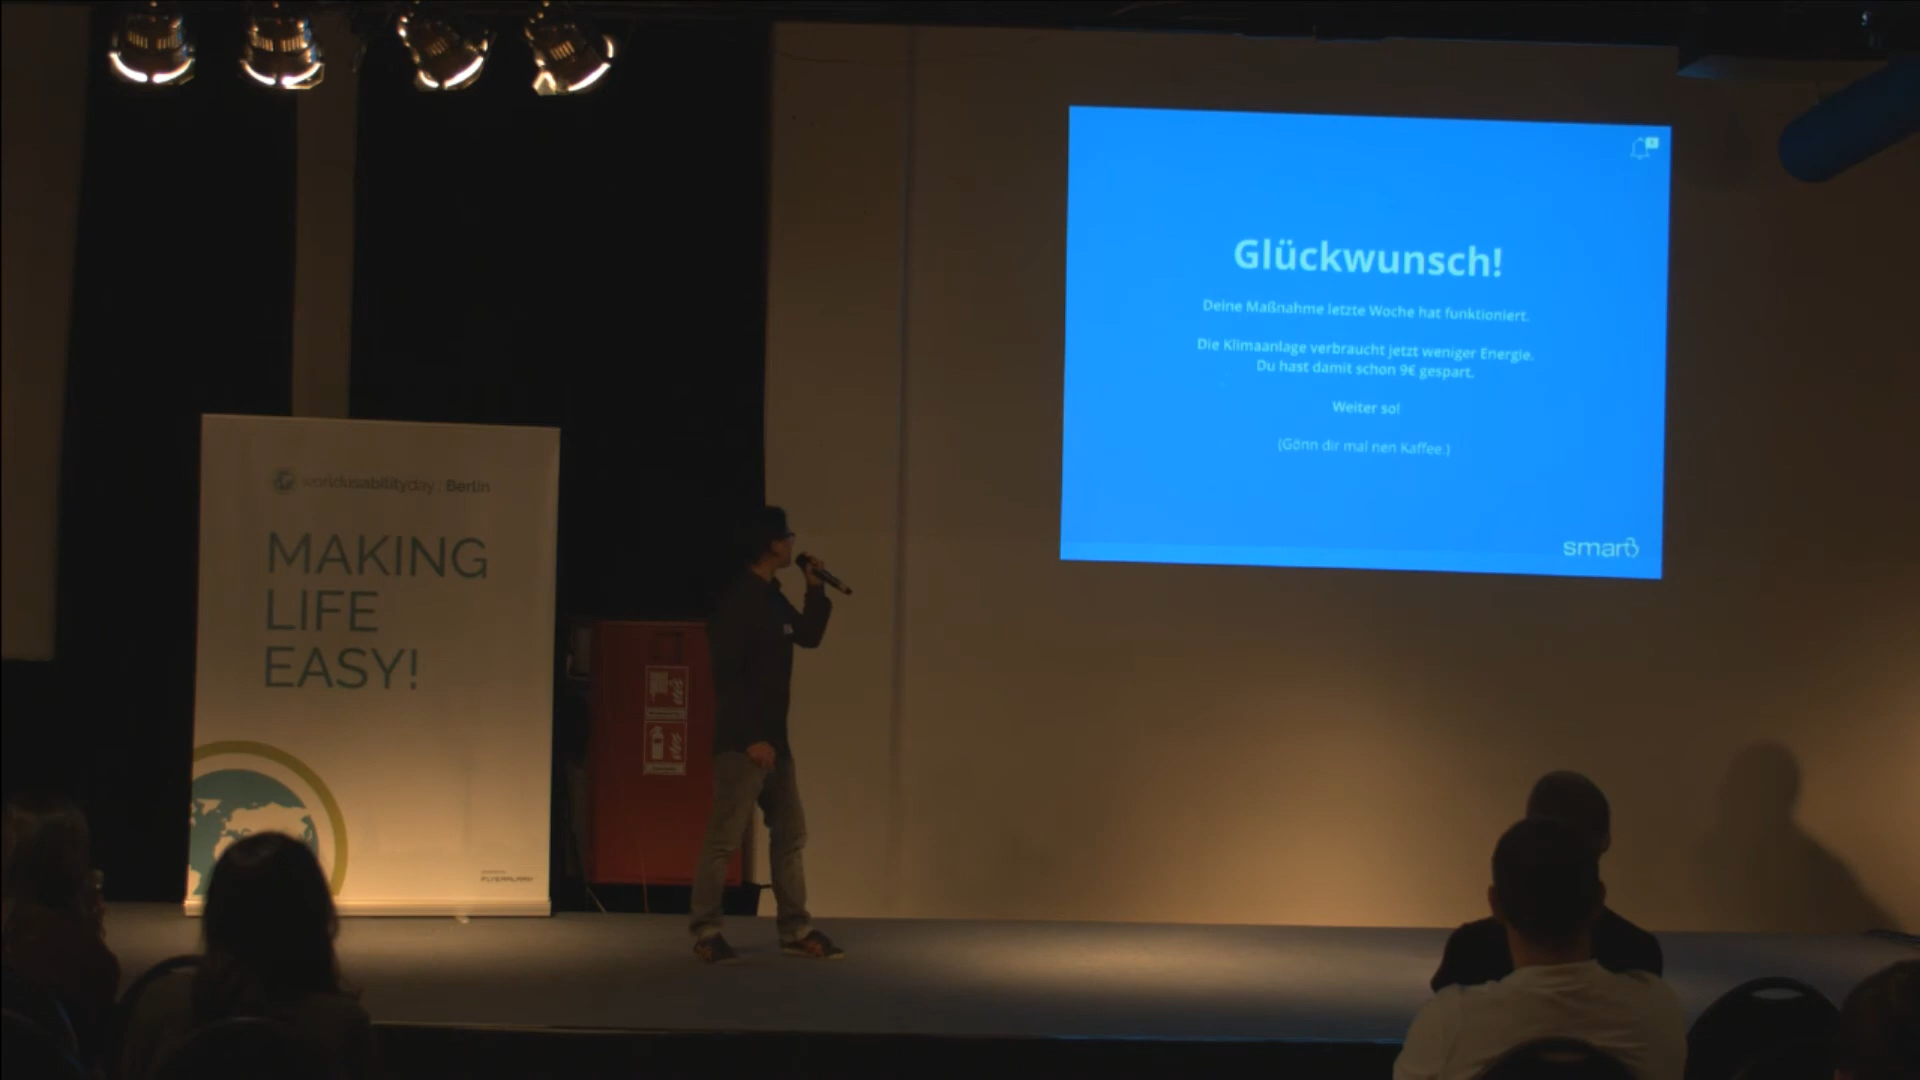 Glückwunsch!
Deine Maßnahme letzte Woche hat funktioniert.
Die Klimaanlage verbraucht jetzt weniger Energie.
Du hast damit schon 9€ gespart.
Weiter so!
(Gönn dir mal nen Kaffee.)
smarB
worldusabilityday Berlin
MAKING
LIFE
EASY!